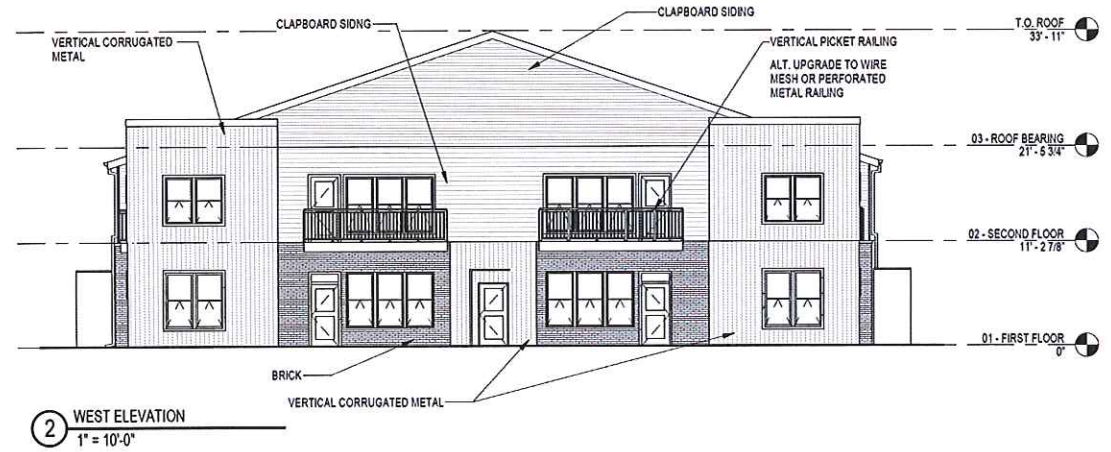 CLAPBOARD SIDNG
CLAPBOARD SIDING
T.O. ROOF
33' - 11"
VERTICAL CORRUGATED
METAL
VERTICAL PICKET RAILING
ALT. UPGRADE TO WIRE
MESH OR PERFORATED
METAL RAILING
03 - ROOF BEARING
21' - 5 3/4"
02 - SECOND FLOOR
11' - 2 7/8"
01 - FIRST FLOOR
0"
BRICK
VERTICAL CORRUGATED METAL
2
WEST ELEVATION
1" = 10'-0"